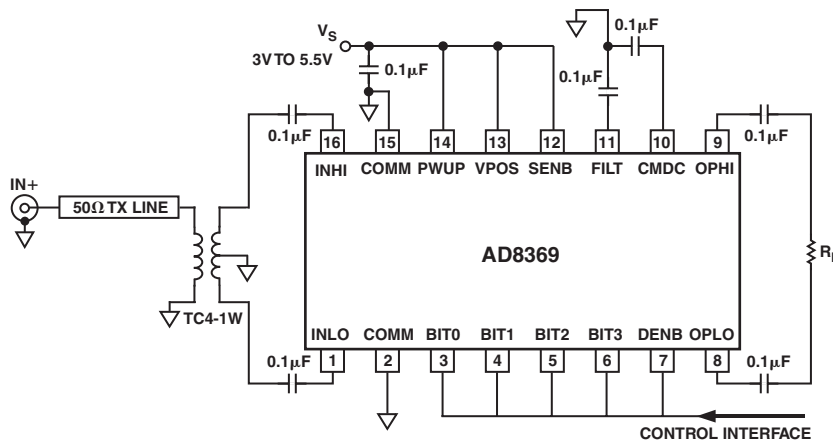 V_S
3V TO 5.5V
0.1µF
0.1µF
0.1µF
0.1µF
0.1µF
16 15 14 13 12 11 10 9
INHI COMM PWUP VPOS SENB FILT CMDC OPHI
IN+
50Ω TX LINE
AD8369
TC4-1W
INLO COMM BIT0 BIT1 BIT2 BIT3 DENB OPLO
1 2 3 4 5 6 7 8
0.1µF
0.1µF
CONTROL INTERFACE